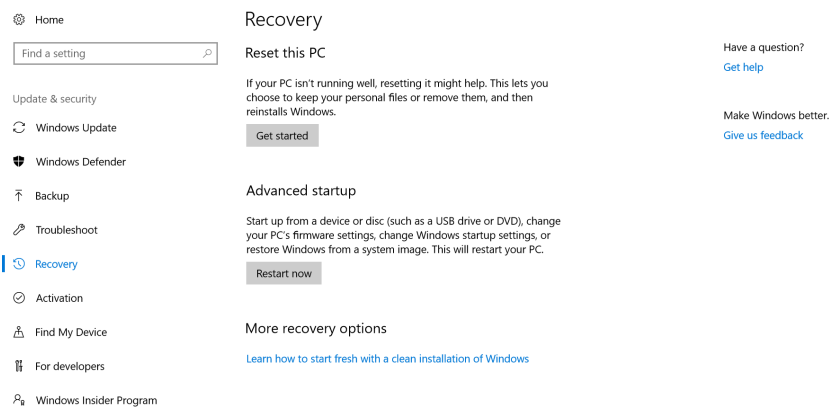 Home
Find a setting
Update & security
Windows Update
Windows Defender
Backup
Troubleshoot
Recovery
Activation
Find My Device
For developers
Windows Insider Program
Recovery
Reset this PC
If your PC isn't running well, resetting it might help. This lets you
choose to keep your personal files or remove them, and then
reinstalls Windows.
Get started
Advanced startup
Start up from a device or disc (such as a USB drive or DVD), change
your PC's firmware settings, change Windows startup settings, or
restore Windows from a system image. This will restart your PC.
Restart now
More recovery options
Learn how to start fresh with a clean installation of Windows
Have a question?
Get help
Make Windows better.
Give us feedback